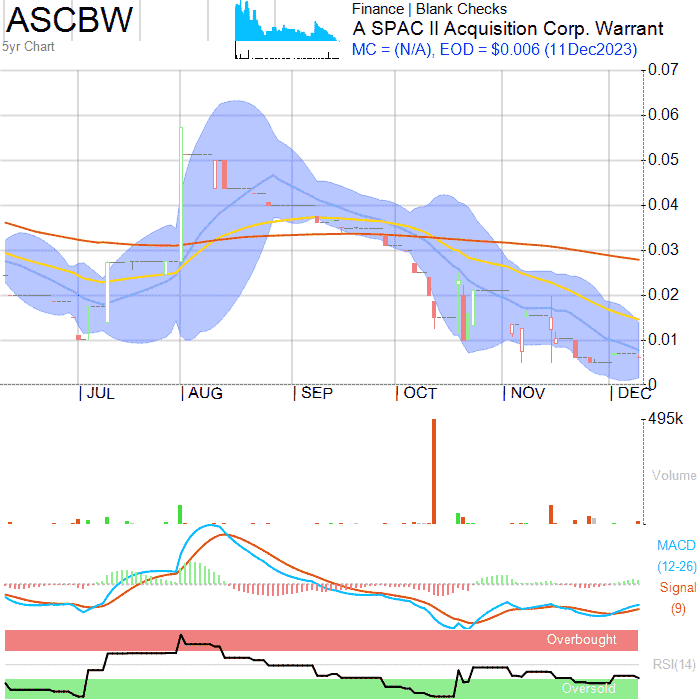 ASCBW
5yr Chart
Finance | Blank Checks
A SPAC II Acquisition Corp. Warrant
MC = (N/A), EOD = $0.006 (11Dec2023)
0.07
0.06
0.05
0.04
0.03
0.02
0.01
0
JUL AUG SEP OCT NOV DEC
495k
Volume
MACD
(12-26)
Signal
(9)
Overbought
RSI(14)
Oversold